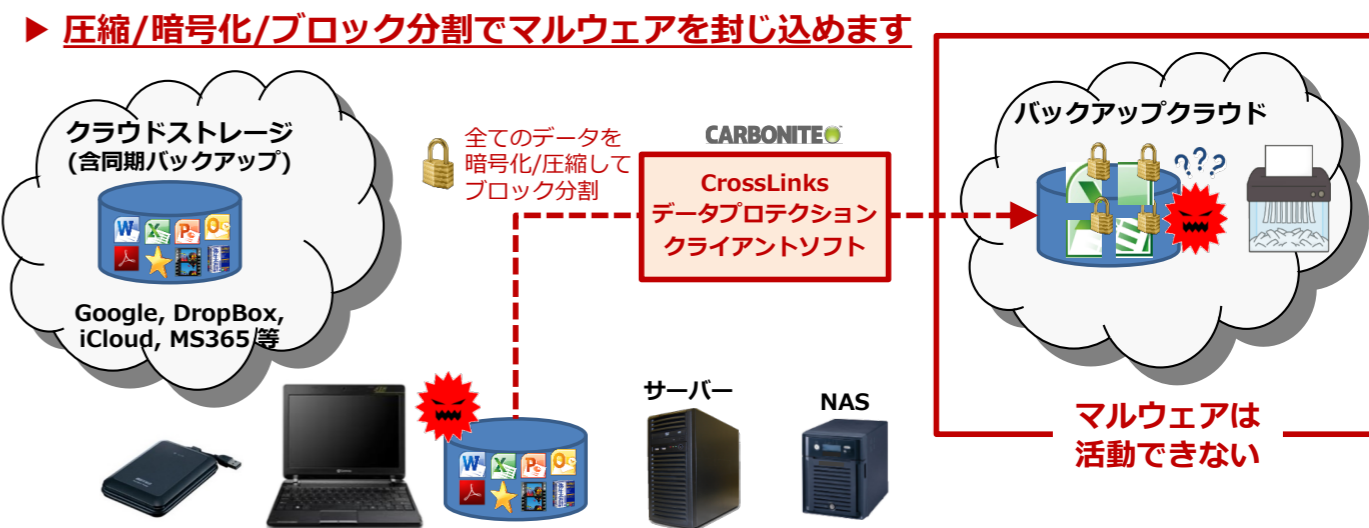 ▶ 圧縮/暗号化/ブロック分割でマルウェアを封じ込めます
クラウドストレージ
(含同期バックアップ)
Google, DropBox,
iCloud, MS365 等
全てのデータを
暗号化/圧縮して
ブロック分割
CARBONITE
CrossLinks
データプロテクション
クライアントソフト
バックアップクラウド
???
サーバー
NAS
マルウェアは
活動できない